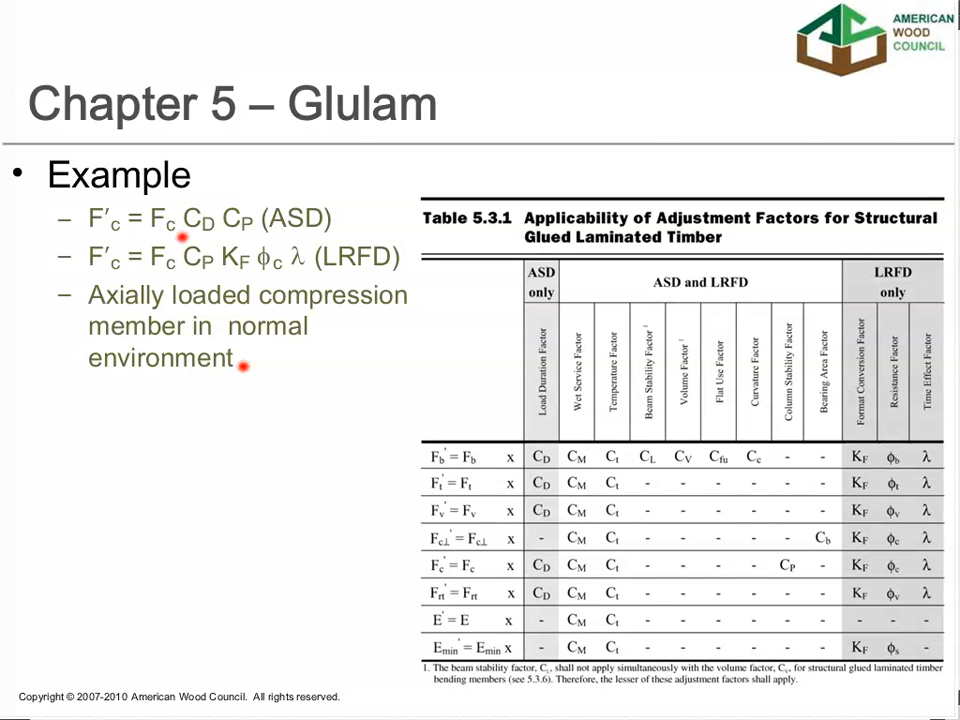 AMERICAN
WOOD
COUNCIL
Chapter 5 – Glulam
• Example
– F′c = Fc CD CP (ASD)
– F′c = Fc CP KF ϕc λ (LRFD)
– Axially loaded compression
member in normal
environment
Table 5.3.1 Applicability of Adjustment Factors for Structural
Glued Laminated Timber
ASD
only
ASD and LRFD
LRFD
only
Load Duration Factor
Wet Service Factor
Temperature Factor
Beam Stability Factor 1
Volume Factor 1
Flat Use Factor
Curvature Factor
Column Stability Factor
Bearing Area Factor
Format Conversion Factor
Resistance Factor
Time Effect Factor
Fb' = Fb x CD CM Ct CL CV Cfu Cc - - KF ϕb λ
Ft' = Ft x CD CM Ct - - - - - - KF ϕt λ
Fv' = Fv x CD CM Ct - - - - - - KF ϕv λ
Fc⊥' = Fc⊥ x - CM Ct - - - - - Cb KF ϕc λ
Fc' = Fc x CD CM Ct - - - - CP - KF ϕc λ
Frt' = Frt x CD CM Ct - - - - - - KF ϕv λ
E' = E x - CM Ct - - - - - - - - -
Emin' = Emin x - CM Ct - - - - - - KF ϕs -
1. The beam stability factor, CL, shall not apply simultaneously with the volume factor, CV, for structural glued laminated timber
bending members (see 5.3.6). Therefore, the lesser of these adjustment factors shall apply.
Copyright © 2007-2010 American Wood Council. All rights reserved.